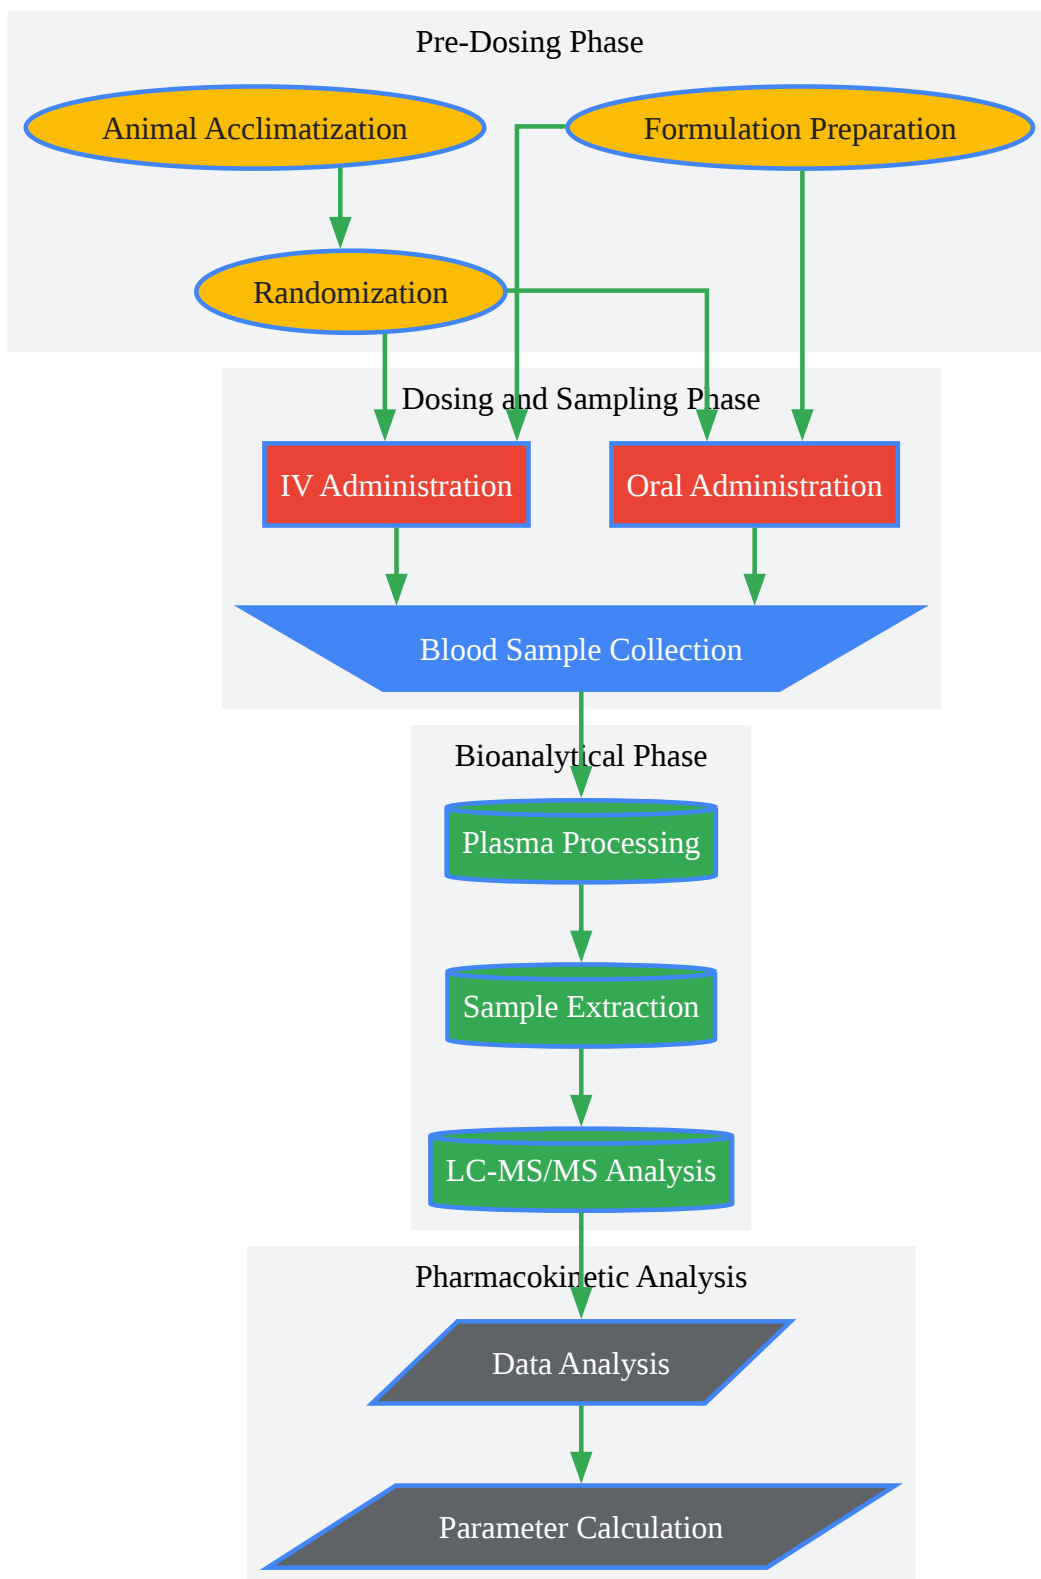 Pre-Dosing Phase
Animal Acclimatization
Formulation Preparation
Randomization
Dosing and Sampling Phase
IV Administration
Oral Administration
Blood Sample Collection
Bioanalytical Phase
Plasma Processing
Sample Extraction
LC-MS/MS Analysis
Pharmacokinetic Analysis
Data Analysis
Parameter Calculation